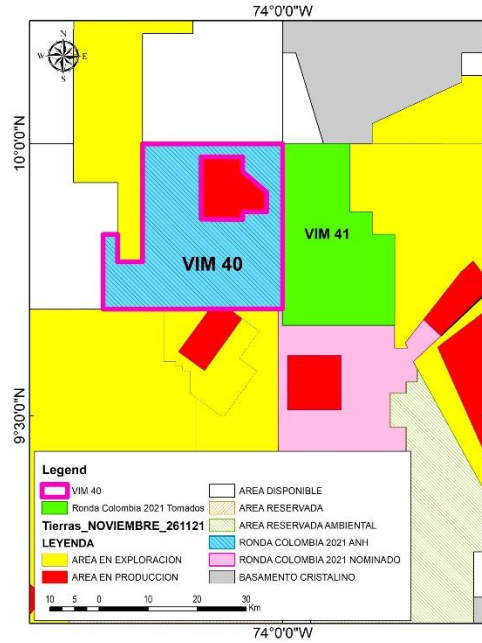 74°0'0"W
N
W E
S
10°0'0"N
VIM 41
VIM 40
9°30'0"N
Legend
VIM 40
Ronda Colombia 2021 Tomados
Tierras_NOVIEMBRE_261121
LEYENDA
AREA EN EXPLORACION
AREA EN PRODUCCION
AREA DISPONIBLE
AREA RESERVADA
AREA RESERVADA AMBIENTAL
RONDA COLOMBIA 2021 ANH
RONDA COLOMBIA 2021 NOMINADO
BASAMENTO CRISTALINO
10 5 0 10 20 30
Km
74°0'0"W